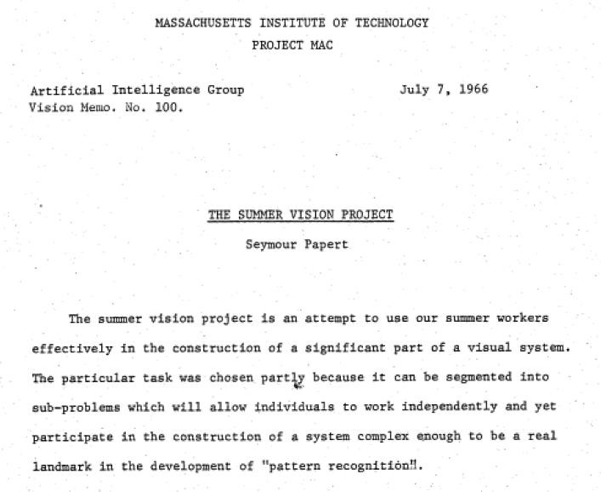 MASSACHUSETTS INSTITUTE OF TECHNOLOGY
PROJECT MAC
Artificial Intelligence Group July 7, 1966
Vision Memo. No. 100.
THE SUMMER VISION PROJECT
Seymour Papert
The summer vision project is an attempt to use our summer workers
effectively in the construction of a significant part of a visual system.
The particular task was chosen partly because it can be segmented into
sub-problems which will allow individuals to work independently and yet
participate in the construction of a system complex enough to be a real
landmark in the development of "pattern recognition".